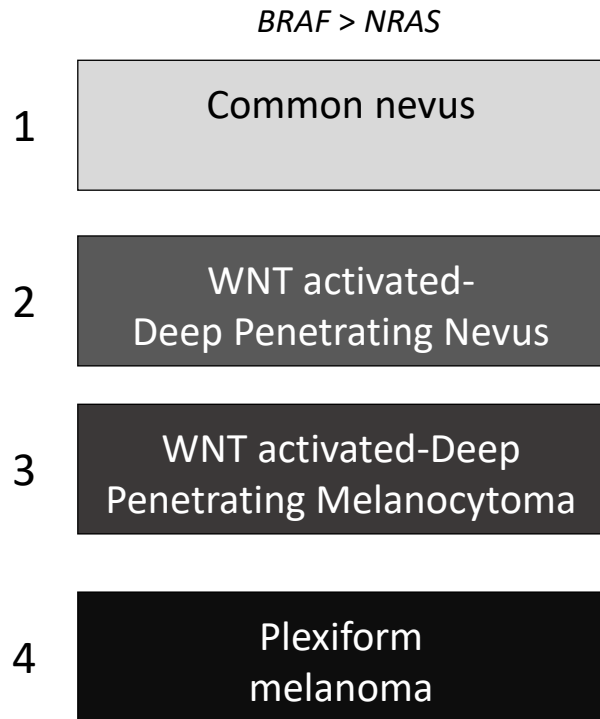 BRAF > NRAS
1
Common nevus
2
WNT activated-
Deep Penetrating Nevus
3
WNT activated-Deep
Penetrating Melanocytoma
4
Plexiform
melanoma